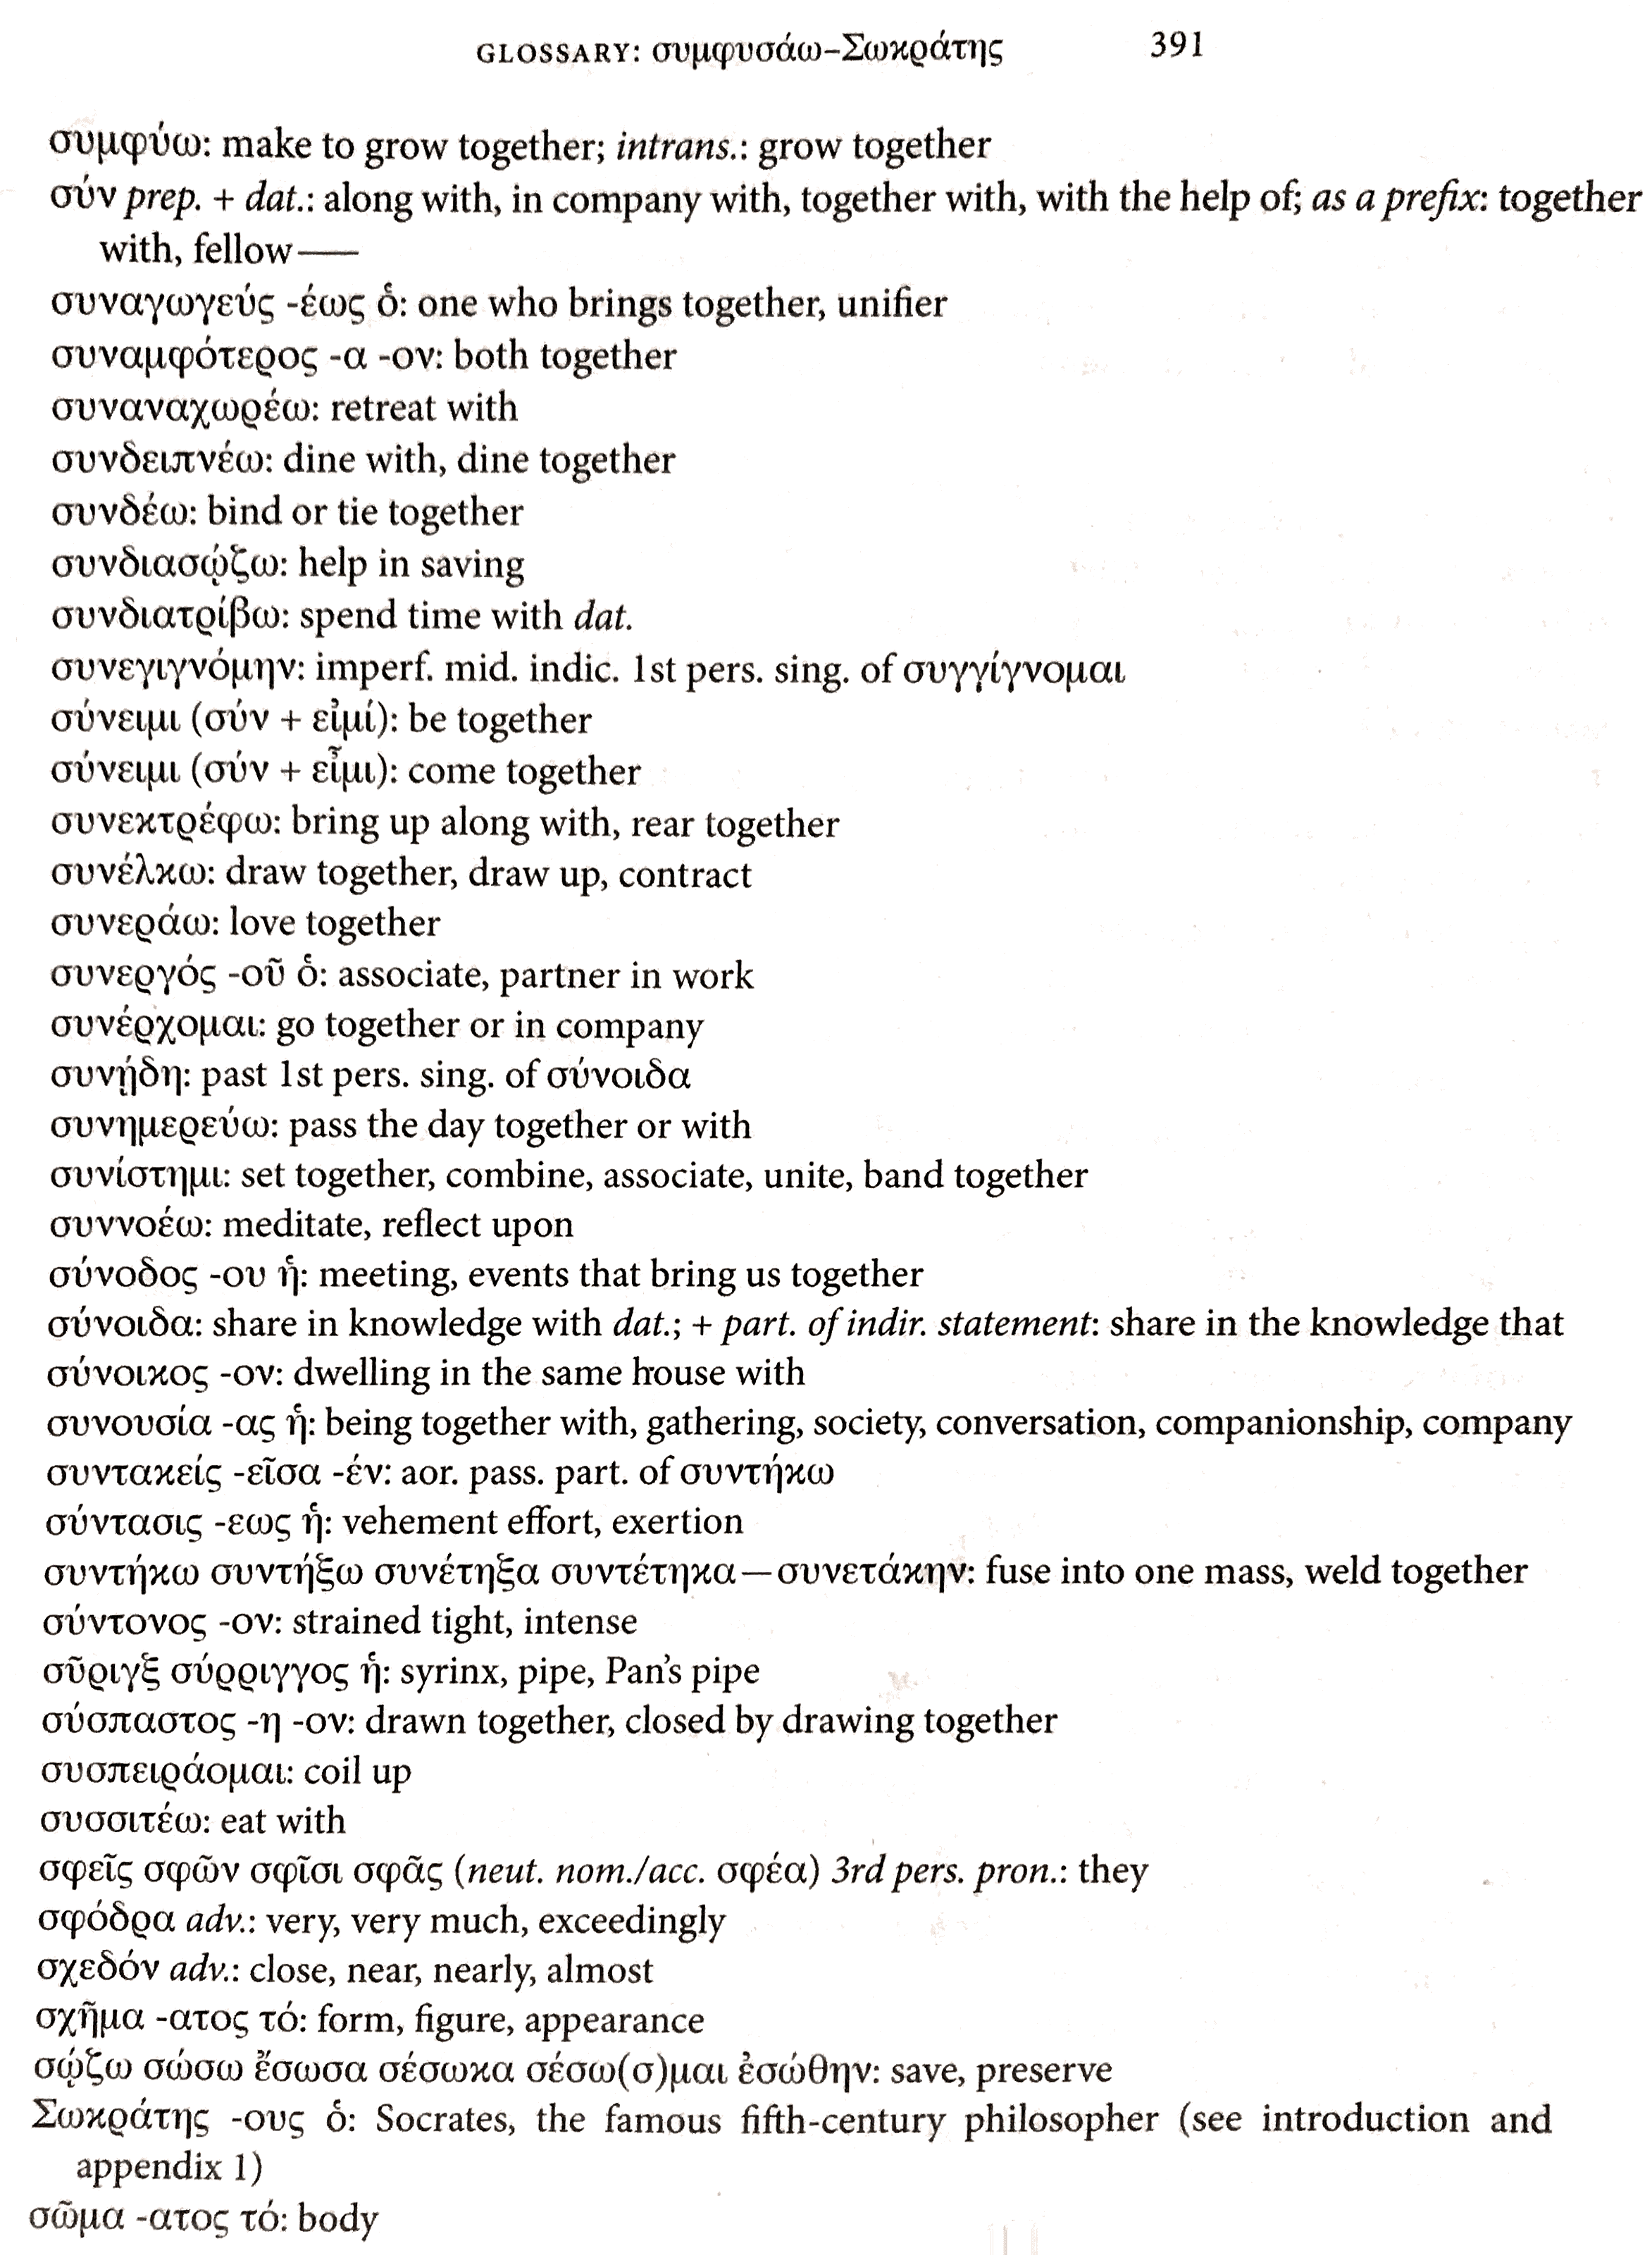 GLOSSARY: συμφυσάω–Σωκράτης 391
συμφύω: make to grow together; intrans.: grow together
σύν prep. + dat.: along with, in company with, together with, with the help of; as a prefix: together
with, fellow——
συναγωγεύς -έως ὁ: one who brings together, unifier
συναμφότερος -α -ον: both together
συναναχωρέω: retreat with
συνδειπνέω: dine with, dine together
συνδέω: bind or tie together
συνδιασῴζω: help in saving
συνδιατρίβω: spend time with dat.
συνεγιγνόμην: imperf. mid. indic. 1st pers. sing. of συγγίγνομαι
σύνειμι (σύν + εἰμί): be together
σύνειμι (σύν + εἶμι): come together
συνεκτρέφω: bring up along with, rear together
συνέλκω: draw together, draw up, contract
συνεράω: love together
συνεργός -οῦ ὁ: associate, partner in work
συνέρχομαι: go together or in company
συνῄδη: past 1st pers. sing. of σύνοιδα
συνημερεύω: pass the day together or with
συνίστημι: set together, combine, associate, unite, band together
συννοέω: meditate, reflect upon
σύνοδος -ου ἡ: meeting, events that bring us together
σύνοιδα: share in knowledge with dat.; + part. of indir. statement: share in the knowledge that
σύνοικος -ον: dwelling in the same house with
συνουσία -ας ἡ: being together with, gathering, society, conversation, companionship, company
συντακείς -εῖσα -έν: aor. pass. part. of συντήκω
σύντασις -εως ἡ: vehement effort, exertion
συντήκω συντήξω συνέτηξα συντέτηκα—συνετάκην: fuse into one mass, weld together
σύντονος -ον: strained tight, intense
σῦριγξ σύρριγγος ἡ: syrinx, pipe, Pan's pipe
σύσπαστος -η -ον: drawn together, closed by drawing together
συσπειράομαι: coil up
συσσιτέω: eat with
σφεῖς σφῶν σφῖσι σφᾶς (neut. nom./acc. σφέα) 3rd pers. pron.: they
σφόδρα adv.: very, very much, exceedingly
σχεδόν adv.: close, near, nearly, almost
σχῆμα -ατος τό: form, figure, appearance
σῴζω σώσω ἔσωσα σέσωκα σέσω(σ)μαι ἐσώθην: save, preserve
Σωκράτης -ους ὁ: Socrates, the famous fifth-century philosopher (see introduction and
appendix 1)
σῶμα -ατος τό: body